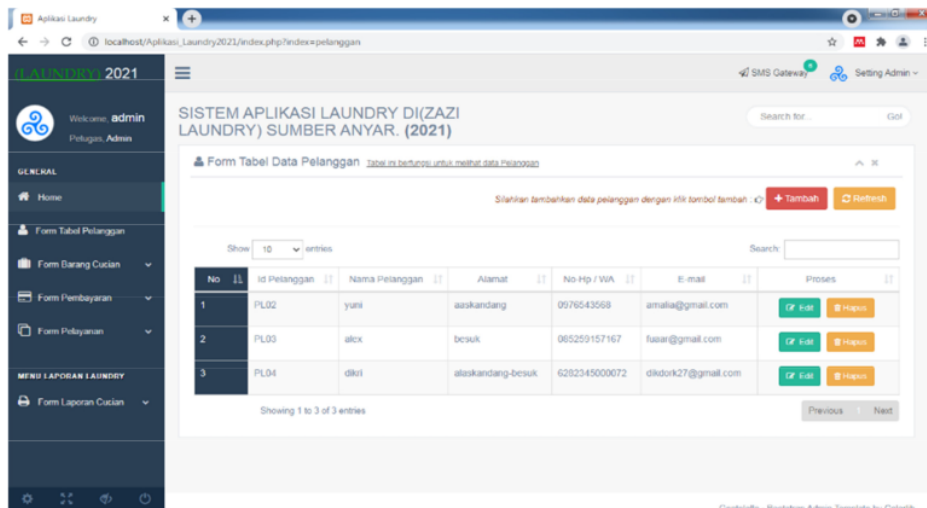 Aplikasi Laundry
localhost/Aplikasi_Laundry2021/index.php?index=pelanggan
(LAUNDRY) 2021
SMS Gateway
Setting Admin
Welcome, admin
Petugas, Admin
SISTEM APLIKASI LAUNDRY DI(ZAZI
LAUNDRY) SUMBER ANYAR. (2021)
Search for...
Go!
GENERAL
Home
Form Tabel Pelanggan
Form Barang Cucian
Form Pembayaran
Form Pelayanan
MENU LAPORAN LAUNDRY
Form Laporan Cucian
Form Tabel Data Pelanggan Tabel ini berfungsi untuk melihat data Pelanggan
Silahkan tambahkan data pelanggan dengan klik tombol tambah :
+ Tambah
Refresh
Show 10 entries
Search:
No Id Pelanggan Nama Pelanggan Alamat No Hp / WA E-mail Proses
1 PL02 yuni aaskandang 0976543568 amalia@gmail.com Edit Hapus
2 PL03 alex besuk 085259157167 fuaar@gmail.com Edit Hapus
3 PL04 dikri alaskandang-besuk 6282345000072 dikdork27@gmail.com Edit Hapus
Showing 1 to 3 of 3 entries
Previous 1 Next